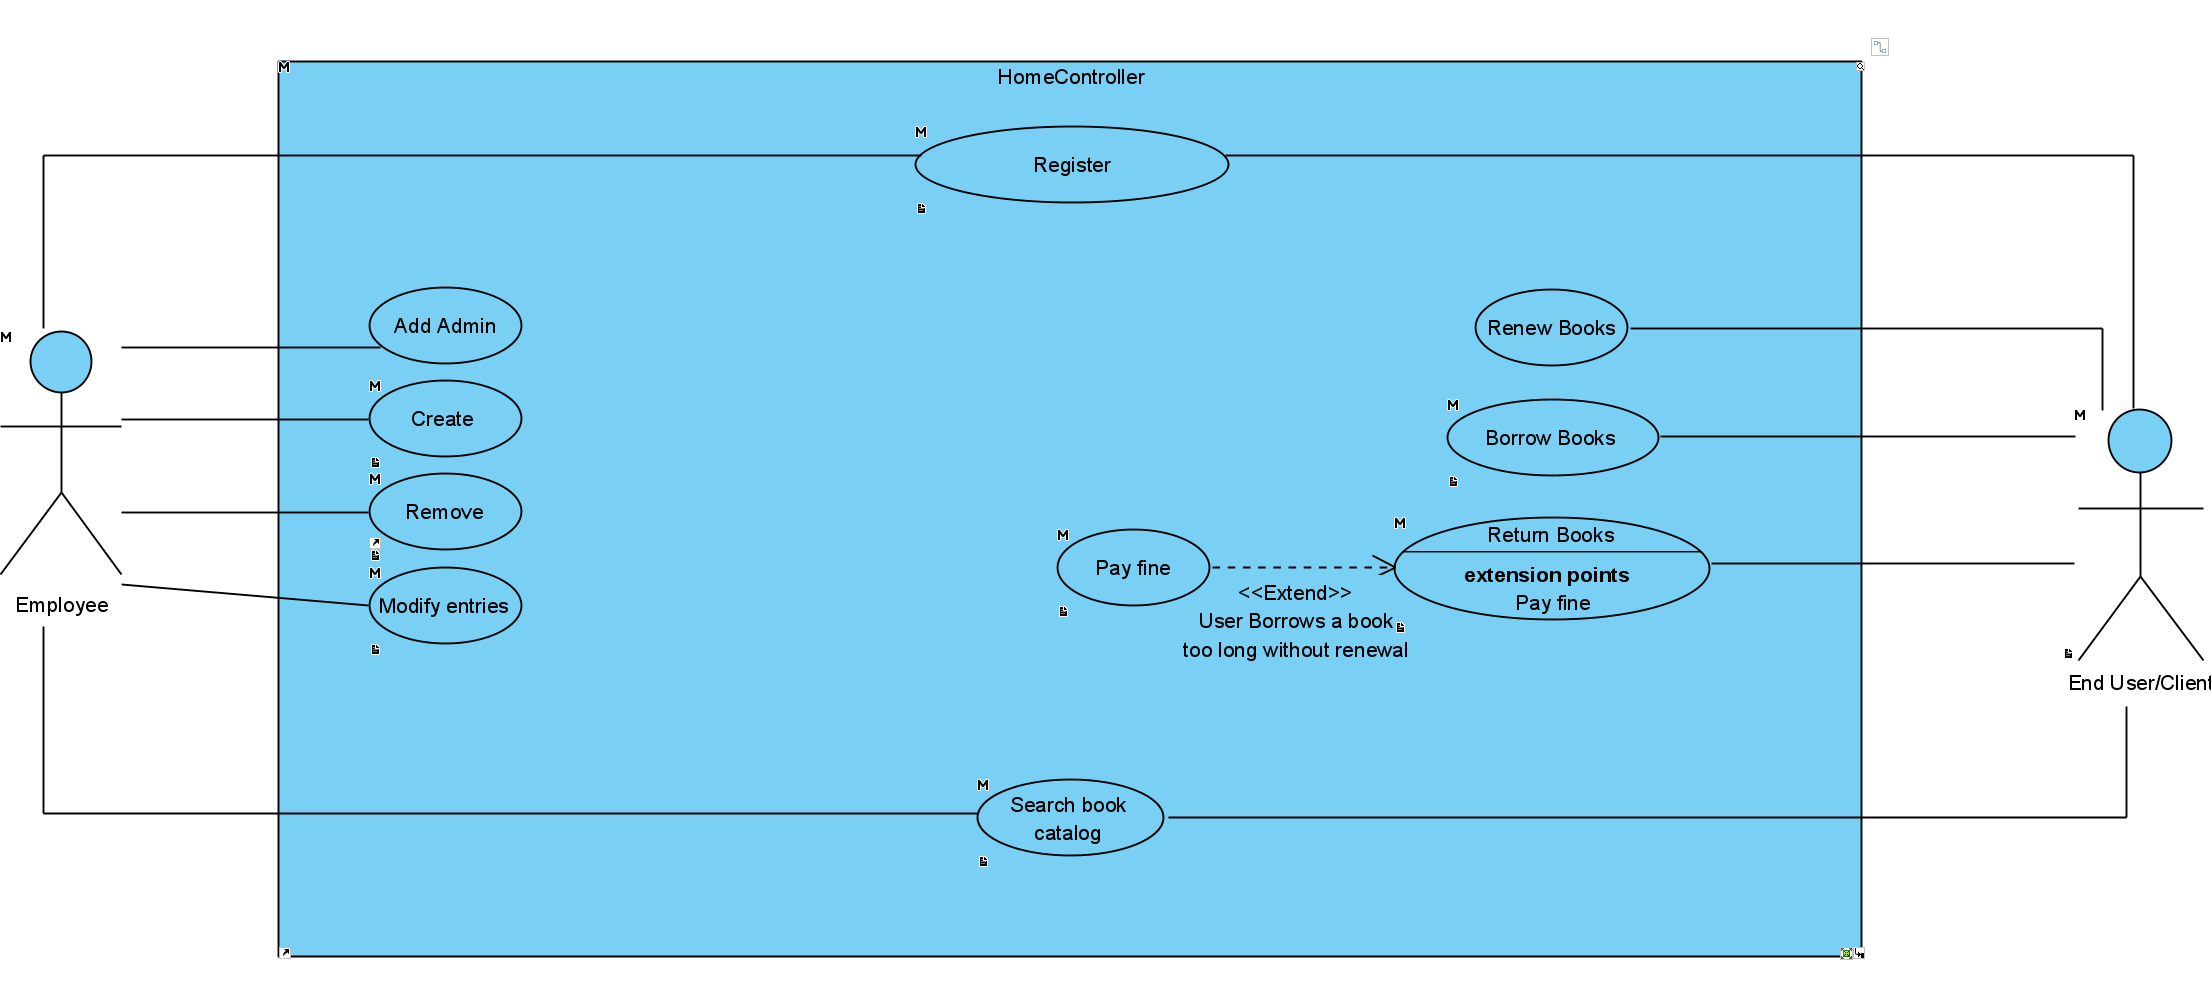 HomeController
Register
Add Admin
Renew Books
Create
Borrow Books
Remove
Return Books
extension points
Pay fine
Pay fine
<<Extend>>
User Borrows a book
too long without renewal
Modify entries
Employee
End User/Client
Search book
catalog
M
M
M
M
M
M
M
M
M
M
M